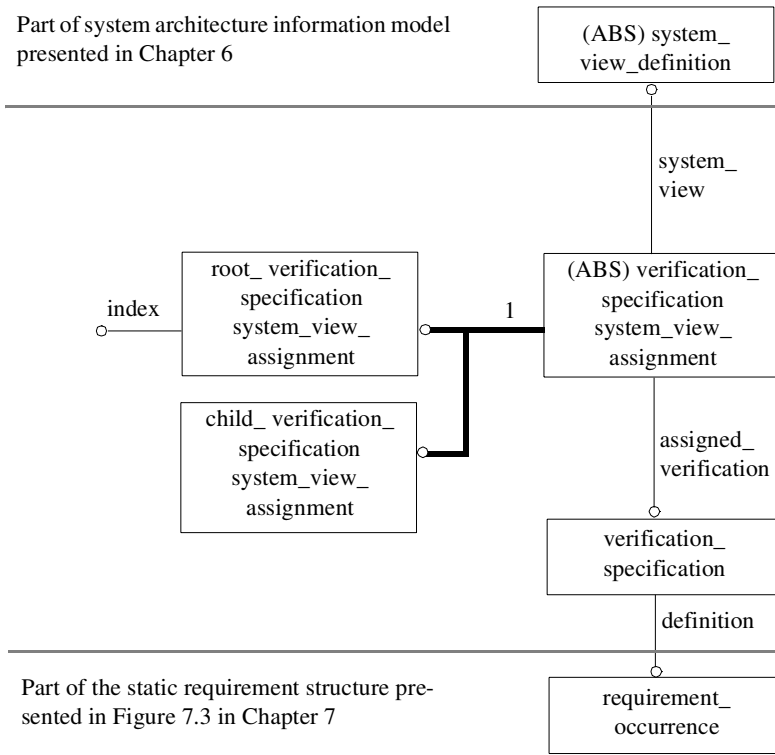 Part of system architecture information model
presented in Chapter 6
(ABS) system_
view_definition
system_
view
root_ verification_
specification
system_view_
assignment
index
1
(ABS) verification_
specification
system_view_
assignment
child_ verification_
specification
system_view_
assignment
assigned_
verification
verification_
specification
definition
Part of the static requirement structure pre-
sented in Figure 7.3 in Chapter 7
requirement_
occurrence